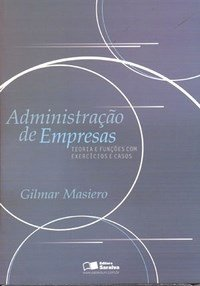 Administração
de Empresas
TEORIA E FUNÇÕES COM
EXERCÍCIOS E CASOS
Gilmar Masiero
Editora
Saraiva